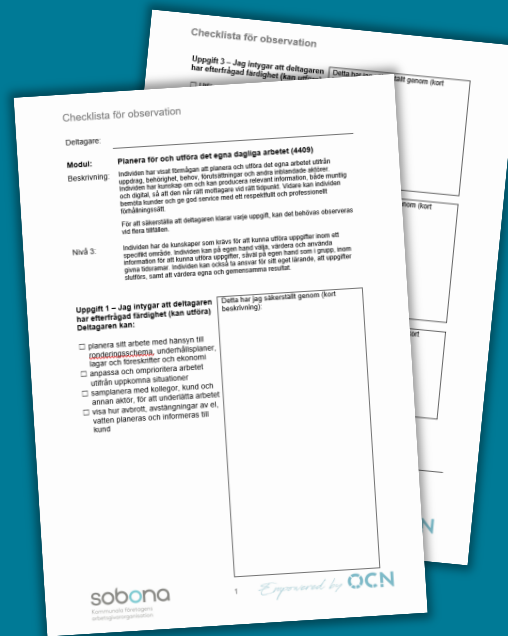 Checklista för observation
Uppgift 3 – Jag intygar att deltagaren
har efterfrågad färdighet (kan utföra)
Detta har
ställt genom (kort
nom (kort
ort
N
Checklista för observation
Deltagare:
Modul: Planera för och utföra det egna dagliga arbetet (4409)
Beskrivning: Individen har visat förmågan att planera och utföra det egna arbetet utifrån
uppdrag, behörighet, behov, förutsättningar och andra inblendade aktörer.
Individen har kunskap om och kan producera relevant information, både muntlig
och digital, så att den når rätt mottagare vid rätt tidpunkt. Vidare kan individen
bemöta kunder och ge god service med ett respektfullt och professionellt
förhållningssätt.
För att säkerställa att deltagaren klarar varje uppgift, kan det behövas observeras
vid flera tillfällen.
Nivå 3: Individen har de kunskaper som krävs för att kunna utföra uppgifter inom ett
specifikt område. Individen kan på egen hand välja, värdera och använda
information för att kunna utföra uppgifter, såväl på egen hand som i grupp, inom
givna tidsramar. Individen kan också ta ansvar för sitt eget lärande, att uppgifter
slutförs, samt att värdera egna och gemensamma resultat.
Uppgift 1 – Jag intygar att deltagaren
har efterfrågad färdighet (kan utföra)
Deltagaren kan:
☐ planera sitt arbete med hänsyn till
ronderingsschema, underhållsplaner,
lagar och föreskrifter och ekonomi
☐ anpassa och omprioritera arbetet
utifrån uppkomna situationer
☐ samplanera med kollegor, kund och
annan aktör, för att underlätta arbetet
☐ visa hur avbrott, avstängningar av el,
vatten planeras och informeras till
kund
Detta har jag säkerställt genom (kort
beskrivning):
sobona
Kommunala företagens
arbetsgivarorganisation
1
Empowered by OCN